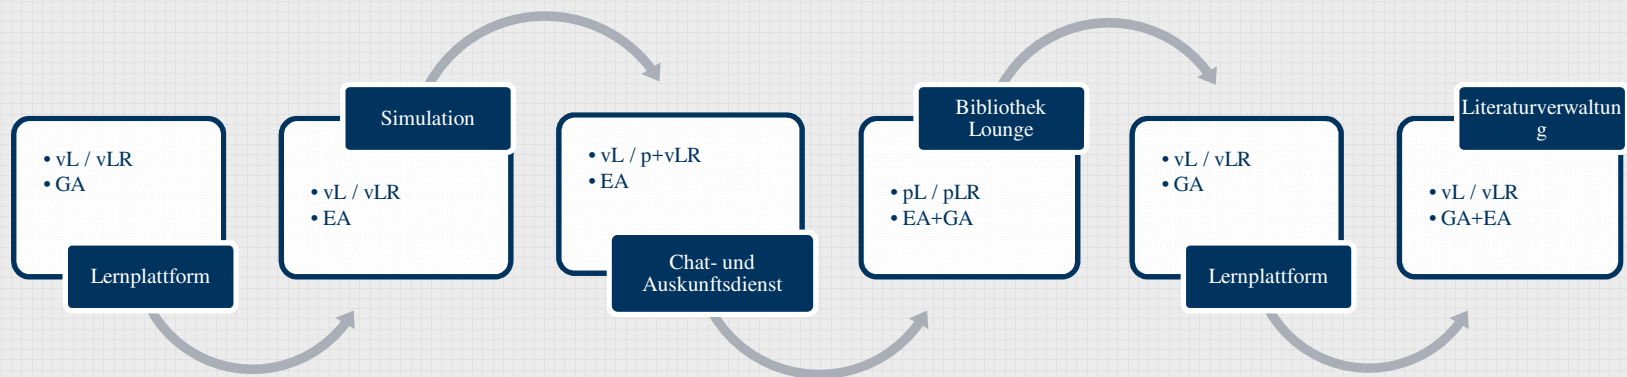 • vL / vLR
• GA
Lernplattform
Simulation
• vL / vLR
• EA
• vL / p+vLR
• EA
Chat- und
Auskunftsdienst
Bibliothek
Lounge
• pL / pLR
• EA+GA
• vL / vLR
• GA
Lernplattform
Literaturverwaltun
g
• vL / vLR
• GA+EA